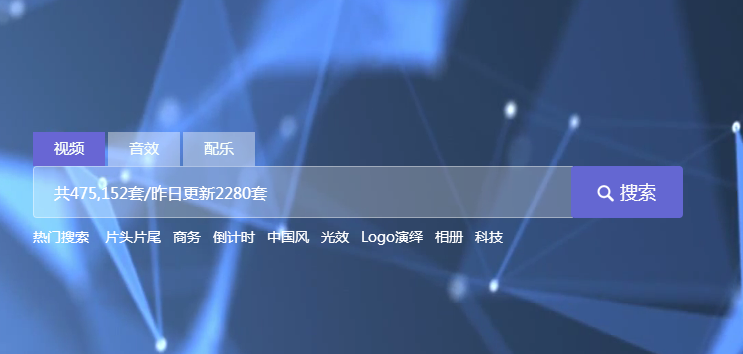 视频 音效 配乐
共475,152套/昨日更新2280套 搜索
热门搜索 片头片尾 商务 倒计时 中国风 光效 Logo演绎 相册 科技